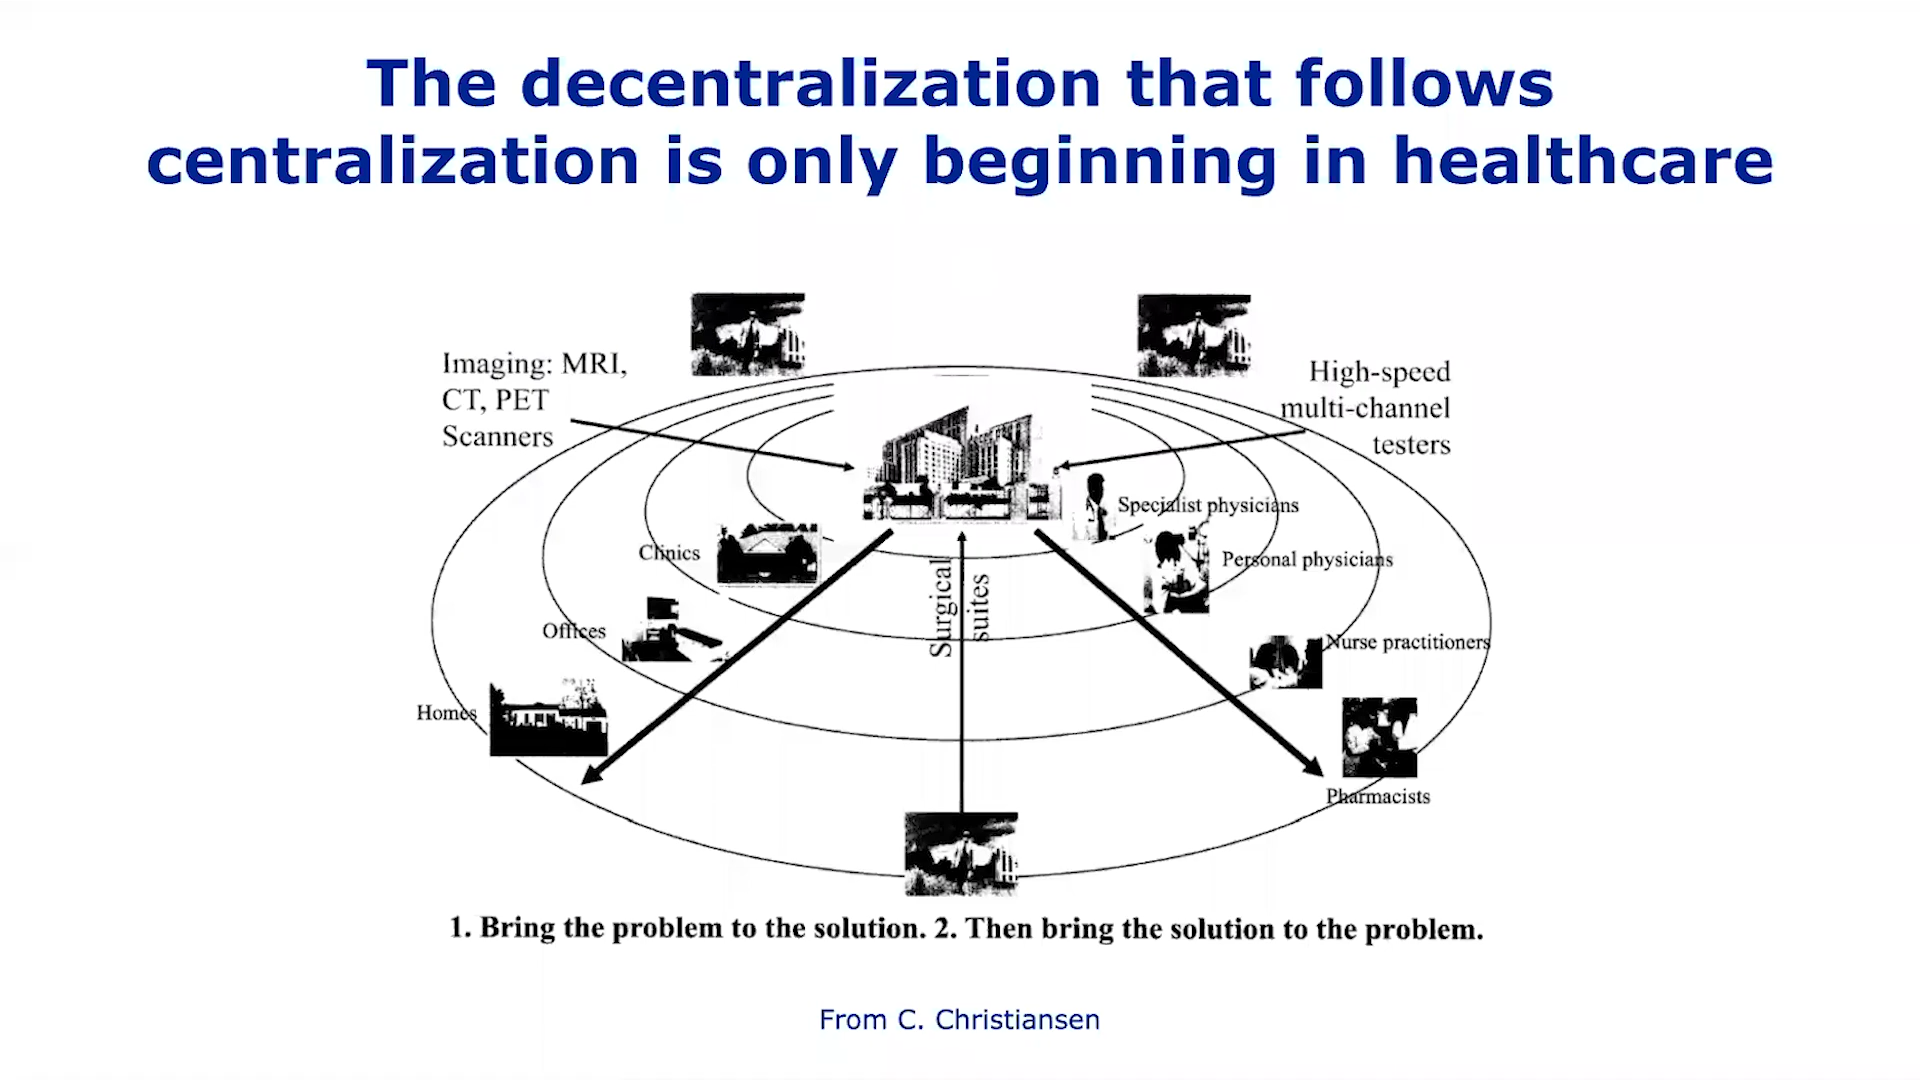 The decentralization that follows
centralization is only beginning in healthcare
Imaging: MRI,
CT, PET
Scanners
High-speed
multi-channel
testers
Specialist physicians
Clinics
Personal physicians
Surgical
suites
Offices
Nurse practitioners
Homes
Pharmacists
1. Bring the problem to the solution. 2. Then bring the solution to the problem.
From C. Christiansen